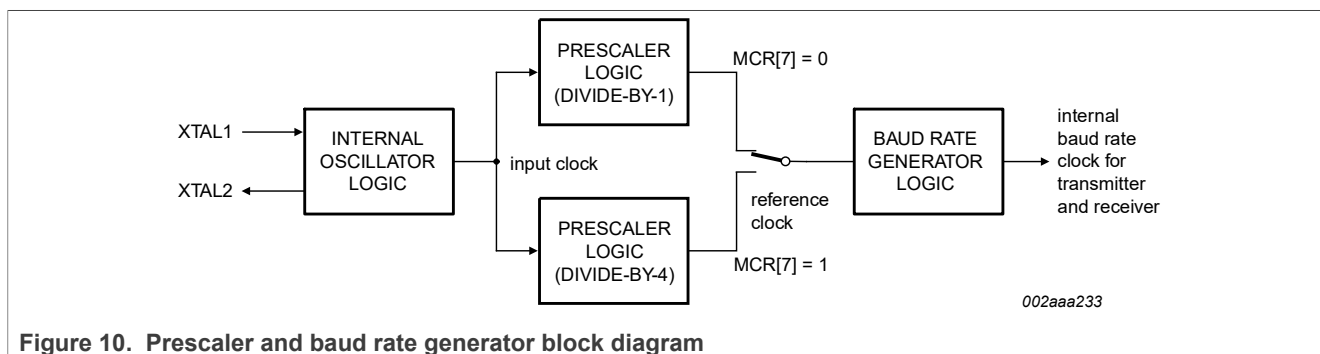 XTAL1
XTAL2
INTERNAL
OSCILLATOR
LOGIC
input clock
PRESCALER
LOGIC
(DIVIDE-BY-1)
PRESCALER
LOGIC
(DIVIDE-BY-4)
MCR[7] = 0
reference
clock
MCR[7] = 1
BAUD RATE
GENERATOR
LOGIC
internal
baud rate
clock for
transmitter
and receiver
002aaa233
Figure 10. Prescaler and baud rate generator block diagram